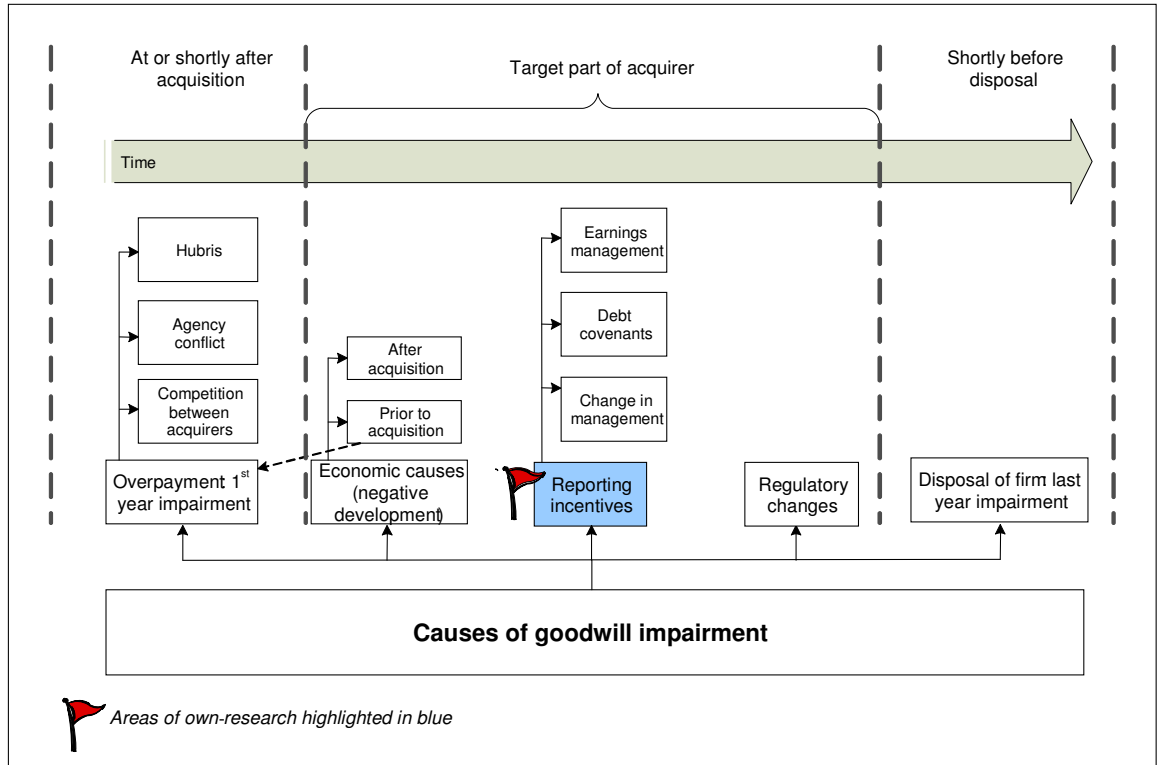 At or shortly after
acquisition
Target part of acquirer
Shortly before
disposal
Time
Hubris
Agency
conflict
Competition
between
acquirers
After
acquisition
Prior to
acquisition
Earnings
management
Debt
covenants
Change in
management
Overpayment 1st
year impairment
Economic causes
(negative
development)
Reporting
incentives
Regulatory
changes
Disposal of firm last
year impairment
Causes of goodwill impairment
Areas of own-research highlighted in blue